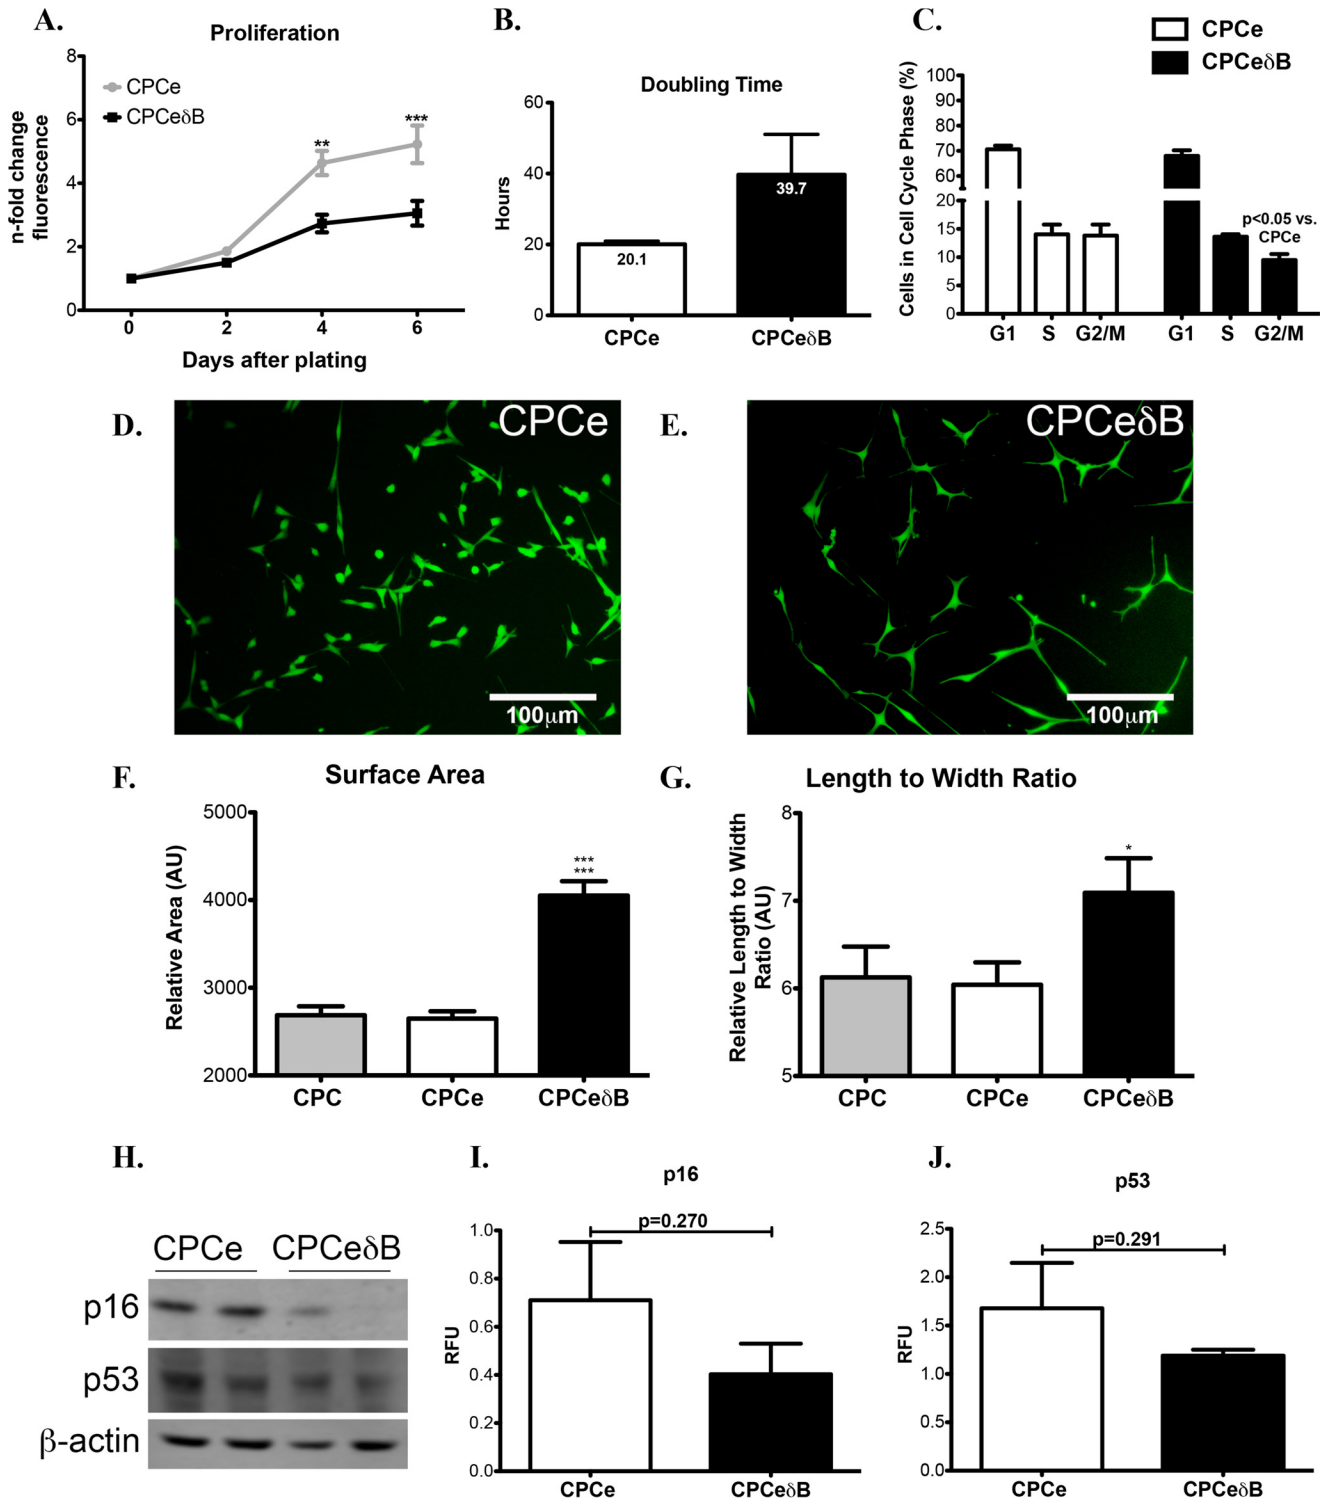 A.
Proliferation
8
6
4
2
0
n-fold change
fluorescence
CPCe
CPCeδB
**
***
0 2 4 6
Days after plating
B.
Doubling Time
60
40
20
0
Hours
20.1
39.7
CPCe CPCeδB
C.
CPCe
CPCeδB
Cells in Cell Cycle Phase (%)
100
90
80
70
60
20
15
10
5
0
p<0.05 vs.
CPCe
G1 S G2/M G1 S G2/M
D.
CPCe
100μm
E.
CPCeδB
100μm
F.
Surface Area
Relative Area (AU)
5000
4000
3000
2000
***
***
CPC CPCe CPCeδB
G.
Length to Width Ratio
Relative Length to Width
Ratio (AU)
8
7
6
5
*
CPC CPCe CPCeδB
H.
CPCe CPCeδB
p16
p53
β-actin
I.
p16
p=0.270
RFU
1.0
0.8
0.6
0.4
0.2
0.0
CPCe CPCeδB
J.
p53
p=0.291
RFU
2.5
2.0
1.5
1.0
0.5
0.0
CPCe CPCeδB